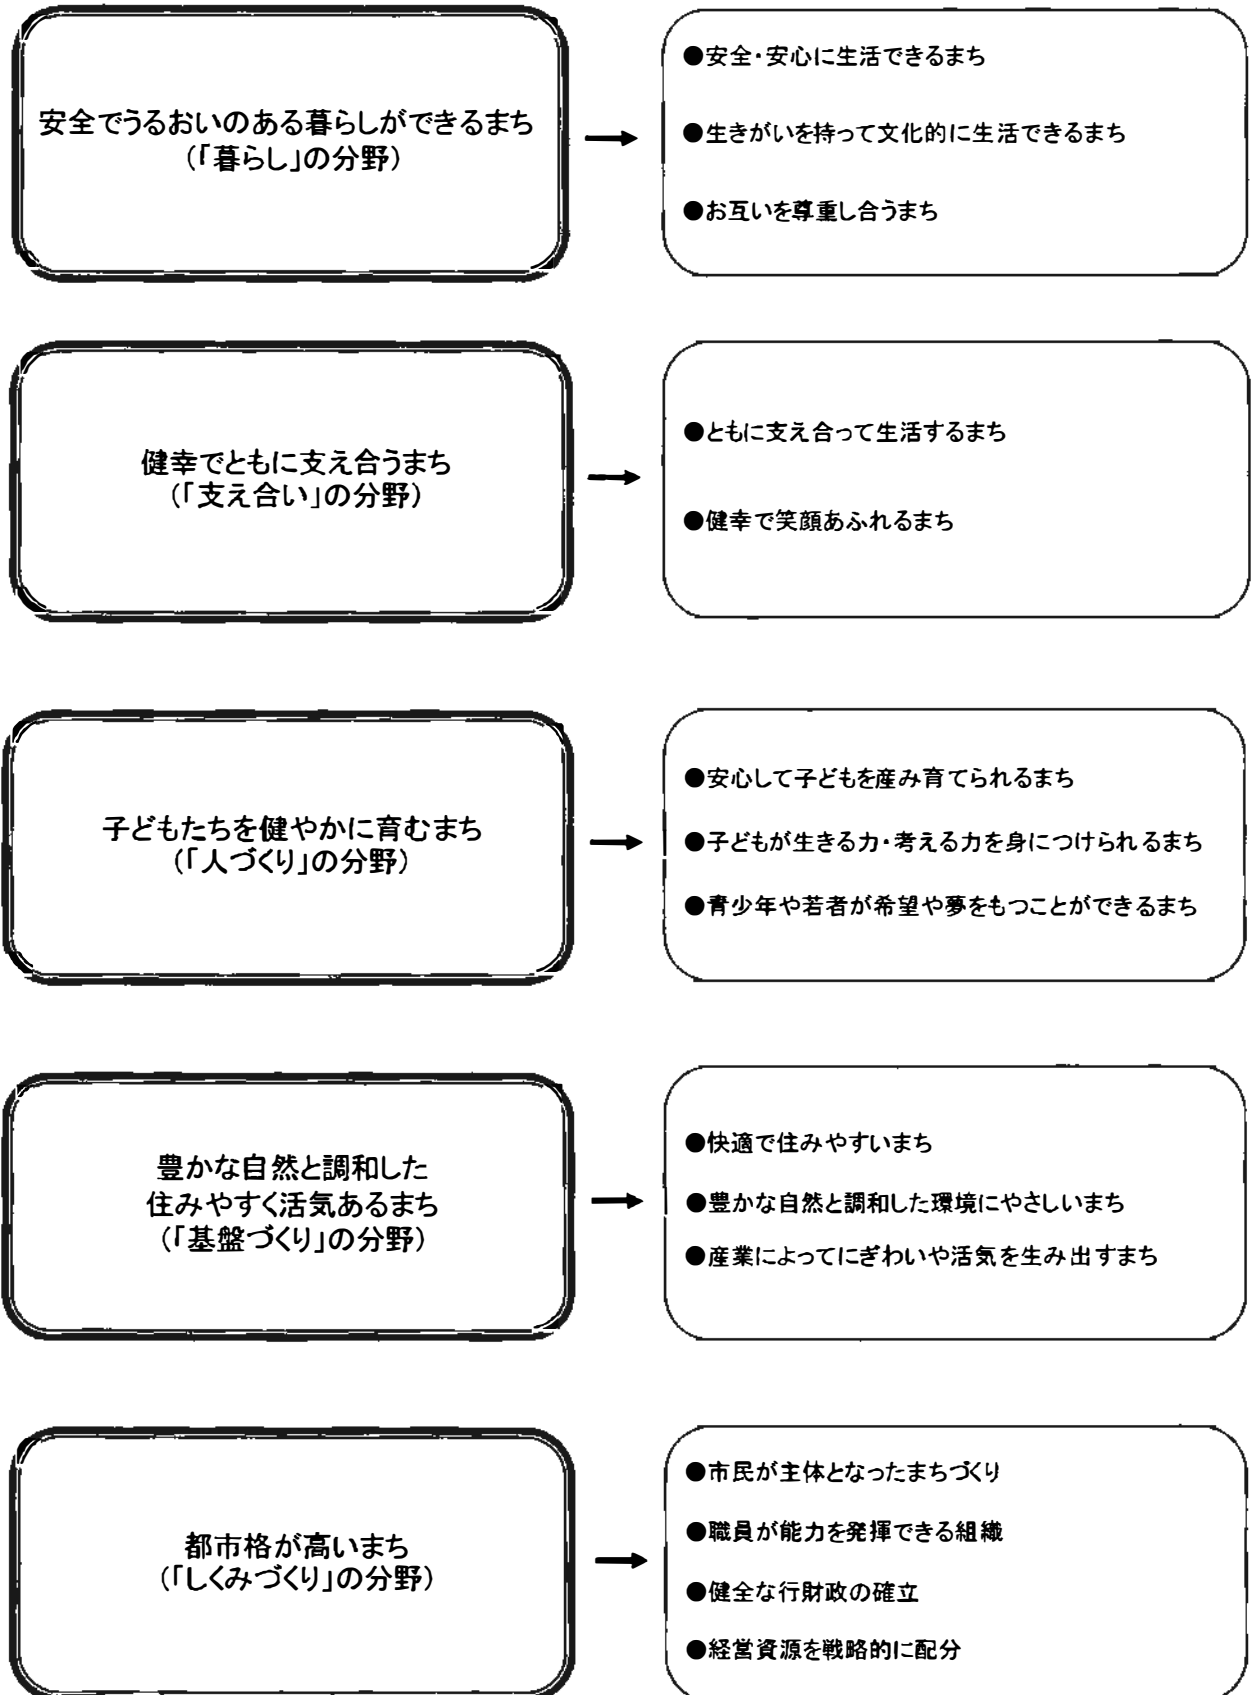 安全でうるおいのある暮らしができるまち
(「暮らし」の分野)
●安全・安心に生活できるまち
●生きがいを持って文化的に生活できるまち
●お互いを尊重し合うまち
健幸でともに支え合うまち
(「支え合い」の分野)
●ともに支え合って生活するまち
●健幸で笑顔あふれるまち
子どもたちを健やかに育むまち
(「人づくり」の分野)
●安心して子どもを産み育てられるまち
●子どもが生きる力・考える力を身につけられるまち
●青少年や若者が希望や夢をもつことができるまち
豊かな自然と調和した
住みやすく活気あるまち
(「基盤づくり」の分野)
●快適で住みやすいまち
●豊かな自然と調和した環境にやさしいまち
●産業によってにぎわいや活気を生み出すまち
都市格が高いまち
(「しくみづくり」の分野)
●市民が主体となったまちづくり
●職員が能力を発揮できる組織
●健全な行財政の確立
●経営資源を戦略的に配分